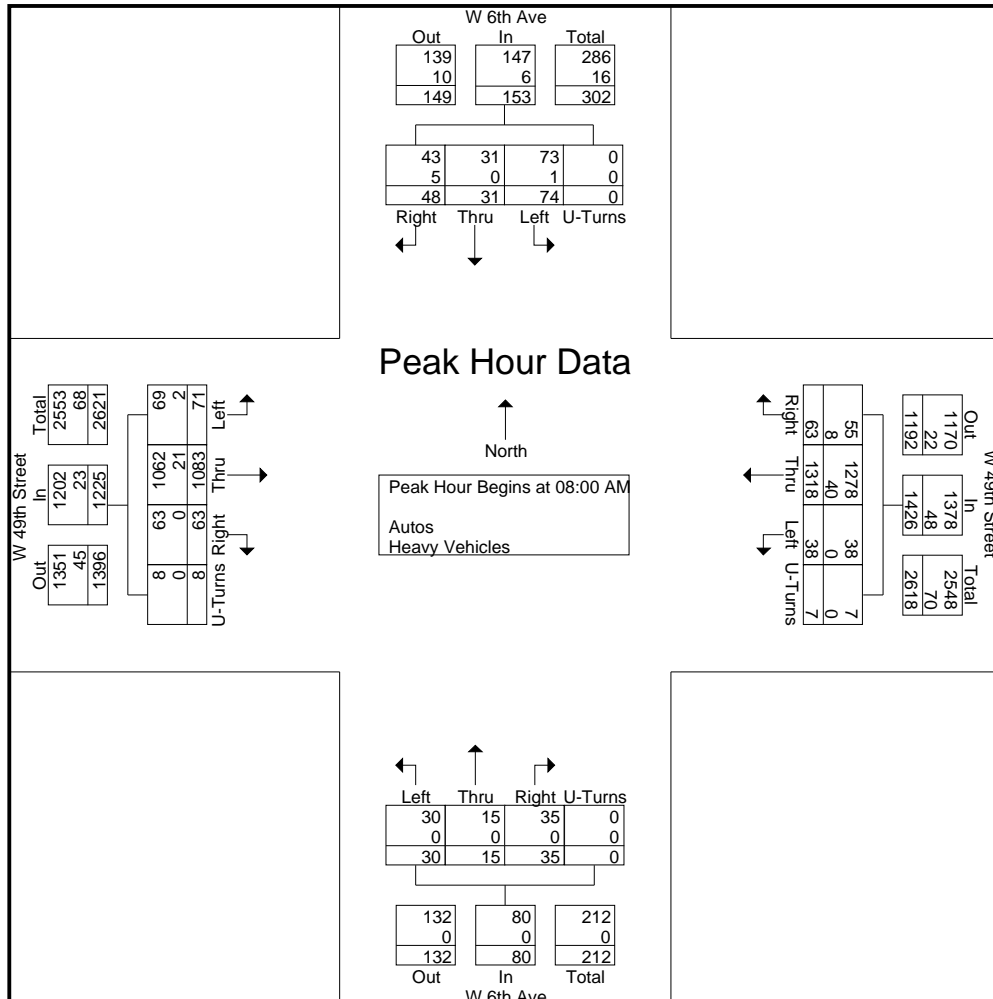 W 6th Ave
Out In Total
139 147 286
10 6 16
149 153 302
43 31 73 0
5 0 1 0
48 31 74 0
Right Thru Left U-Turns
Peak Hour Data
North
Peak Hour Begins at 08:00 AM
Autos
Heavy Vehicles
W 49th Street
Out In Total
1351 1202 2553
45 23 68
1396 1225 2621
8 63 1062 69
0 0 21 2
8 63 1083 71
U-Turns Right Thru Left
W 49th Street
Out In Total
1170 1378 2548
22 48 70
1192 1426 2618
55 1278 38 7
8 40 0 0
63 1318 38 7
Right Thru Left U-Turns
Left Thru Right U-Turns
30 15 35 0
0 0 0 0
30 15 35 0
132 80 212
0 0 0
132 80 212
Out In Total
W 6th Ave